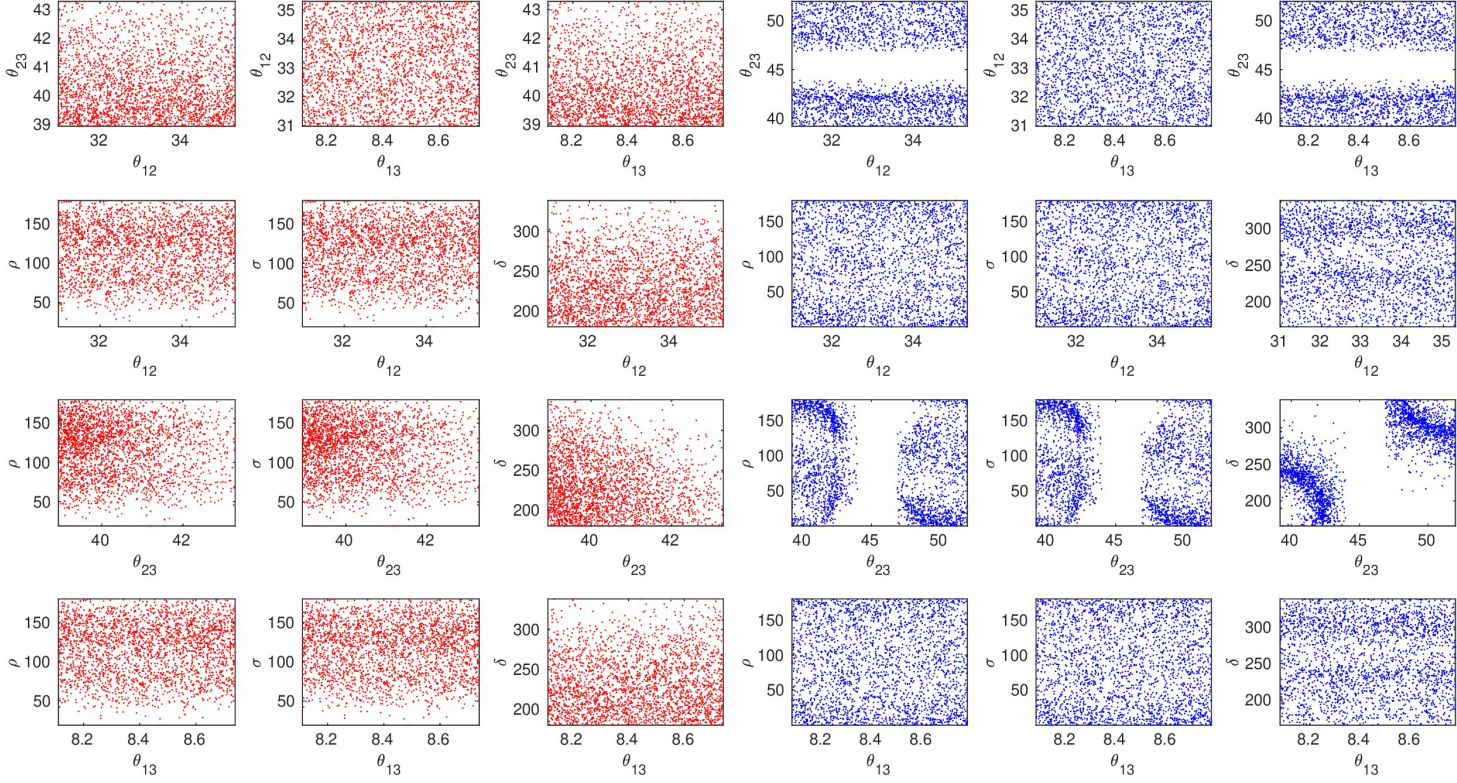 43 42 41 40 39 θ23 32 34 θ12
35 34 33 32 31 θ12 8.2 8.4 8.6 θ13
43 42 41 40 39 θ23 8.2 8.4 8.6 θ13
50 45 40 θ23 32 34 θ12
35 34 33 32 31 θ12 8.2 8.4 8.6 θ13
50 45 40 θ23 8.2 8.4 8.6 θ13
150 100 50 ρ 32 34 θ12
150 100 50 σ 32 34 θ12
300 250 200 δ 32 34 θ12
150 100 50 ρ 32 34 θ12
150 100 50 σ 32 34 θ12
300 250 200 δ 31 32 33 34 35 θ12
150 100 50 ρ 40 42 θ23
150 100 50 σ 40 42 θ23
300 250 200 δ 40 42 θ23
150 100 50 ρ 40 45 50 θ23
150 100 50 σ 40 45 50 θ23
300 250 200 δ 40 45 50 θ23
150 100 50 ρ 8.2 8.4 8.6 θ13
150 100 50 σ 8.2 8.4 8.6 θ13
300 250 200 δ 8.2 8.4 8.6 θ13
150 100 50 ρ 8.2 8.4 8.6 θ13
150 100 50 σ 8.2 8.4 8.6 θ13
300 250 200 δ 8.2 8.4 8.6 θ13